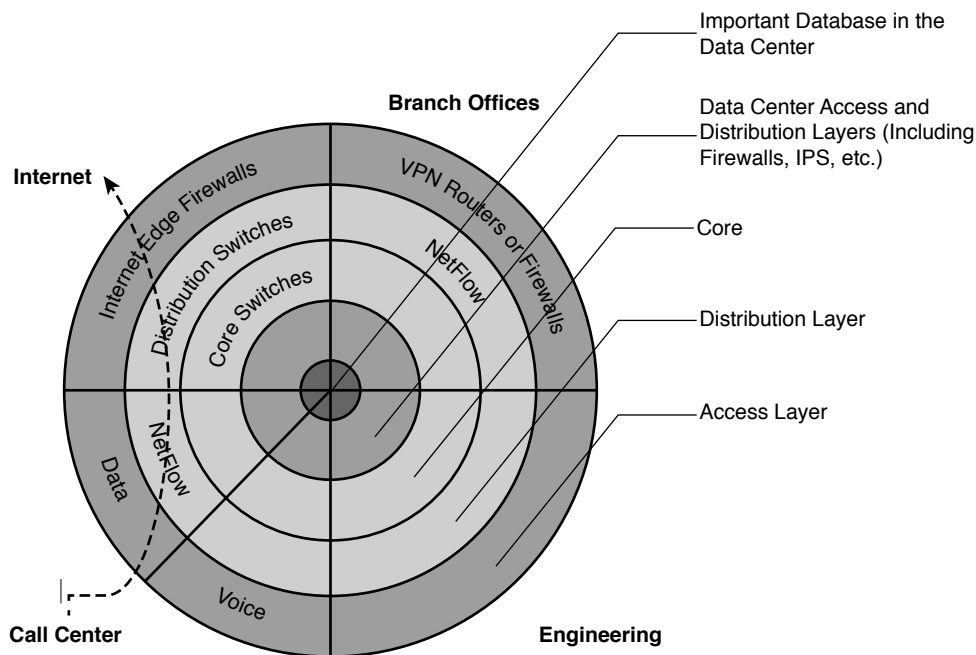 Important Database in the
Data Center
Branch Offices
Data Center Access and
Distribution Layers (Including
Firewalls, IPS, etc.)
Internet
Internet Edge Firewalls
VPN Routers or Firewalls
Distribution Switches
NetFlow
Core Switches
Core
Distribution Layer
Access Layer
NetFlow
Data
Voice
Call Center
Engineering